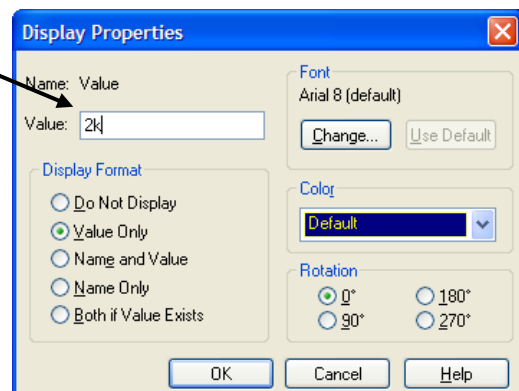 Display Properties
Name: Value
Value: 2k
Display Format
Do Not Display
Value Only
Name and Value
Name Only
Both if Value Exists
Font
Arial 8 (default)
Change... Use Default
Color
Default
Rotation
0° 180°
90° 270°
OK Cancel Help